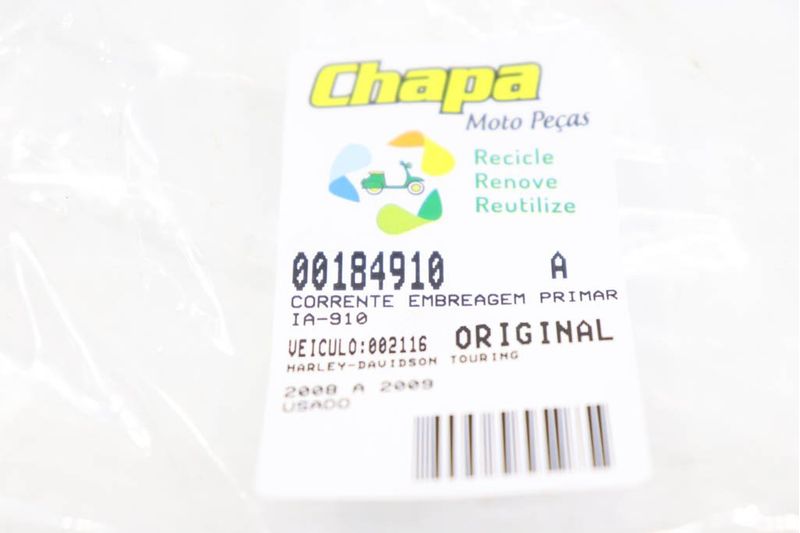 Chapa
Moto Peças
Recicle
Renove
Reutilize
00184910 A
CORRENTE EMBREAGEM PRIMAR
IA-910
VEICULO:002116 ORIGINAL
HARLEY-DAVIDSON TOURING
2008 A 2009
USADO